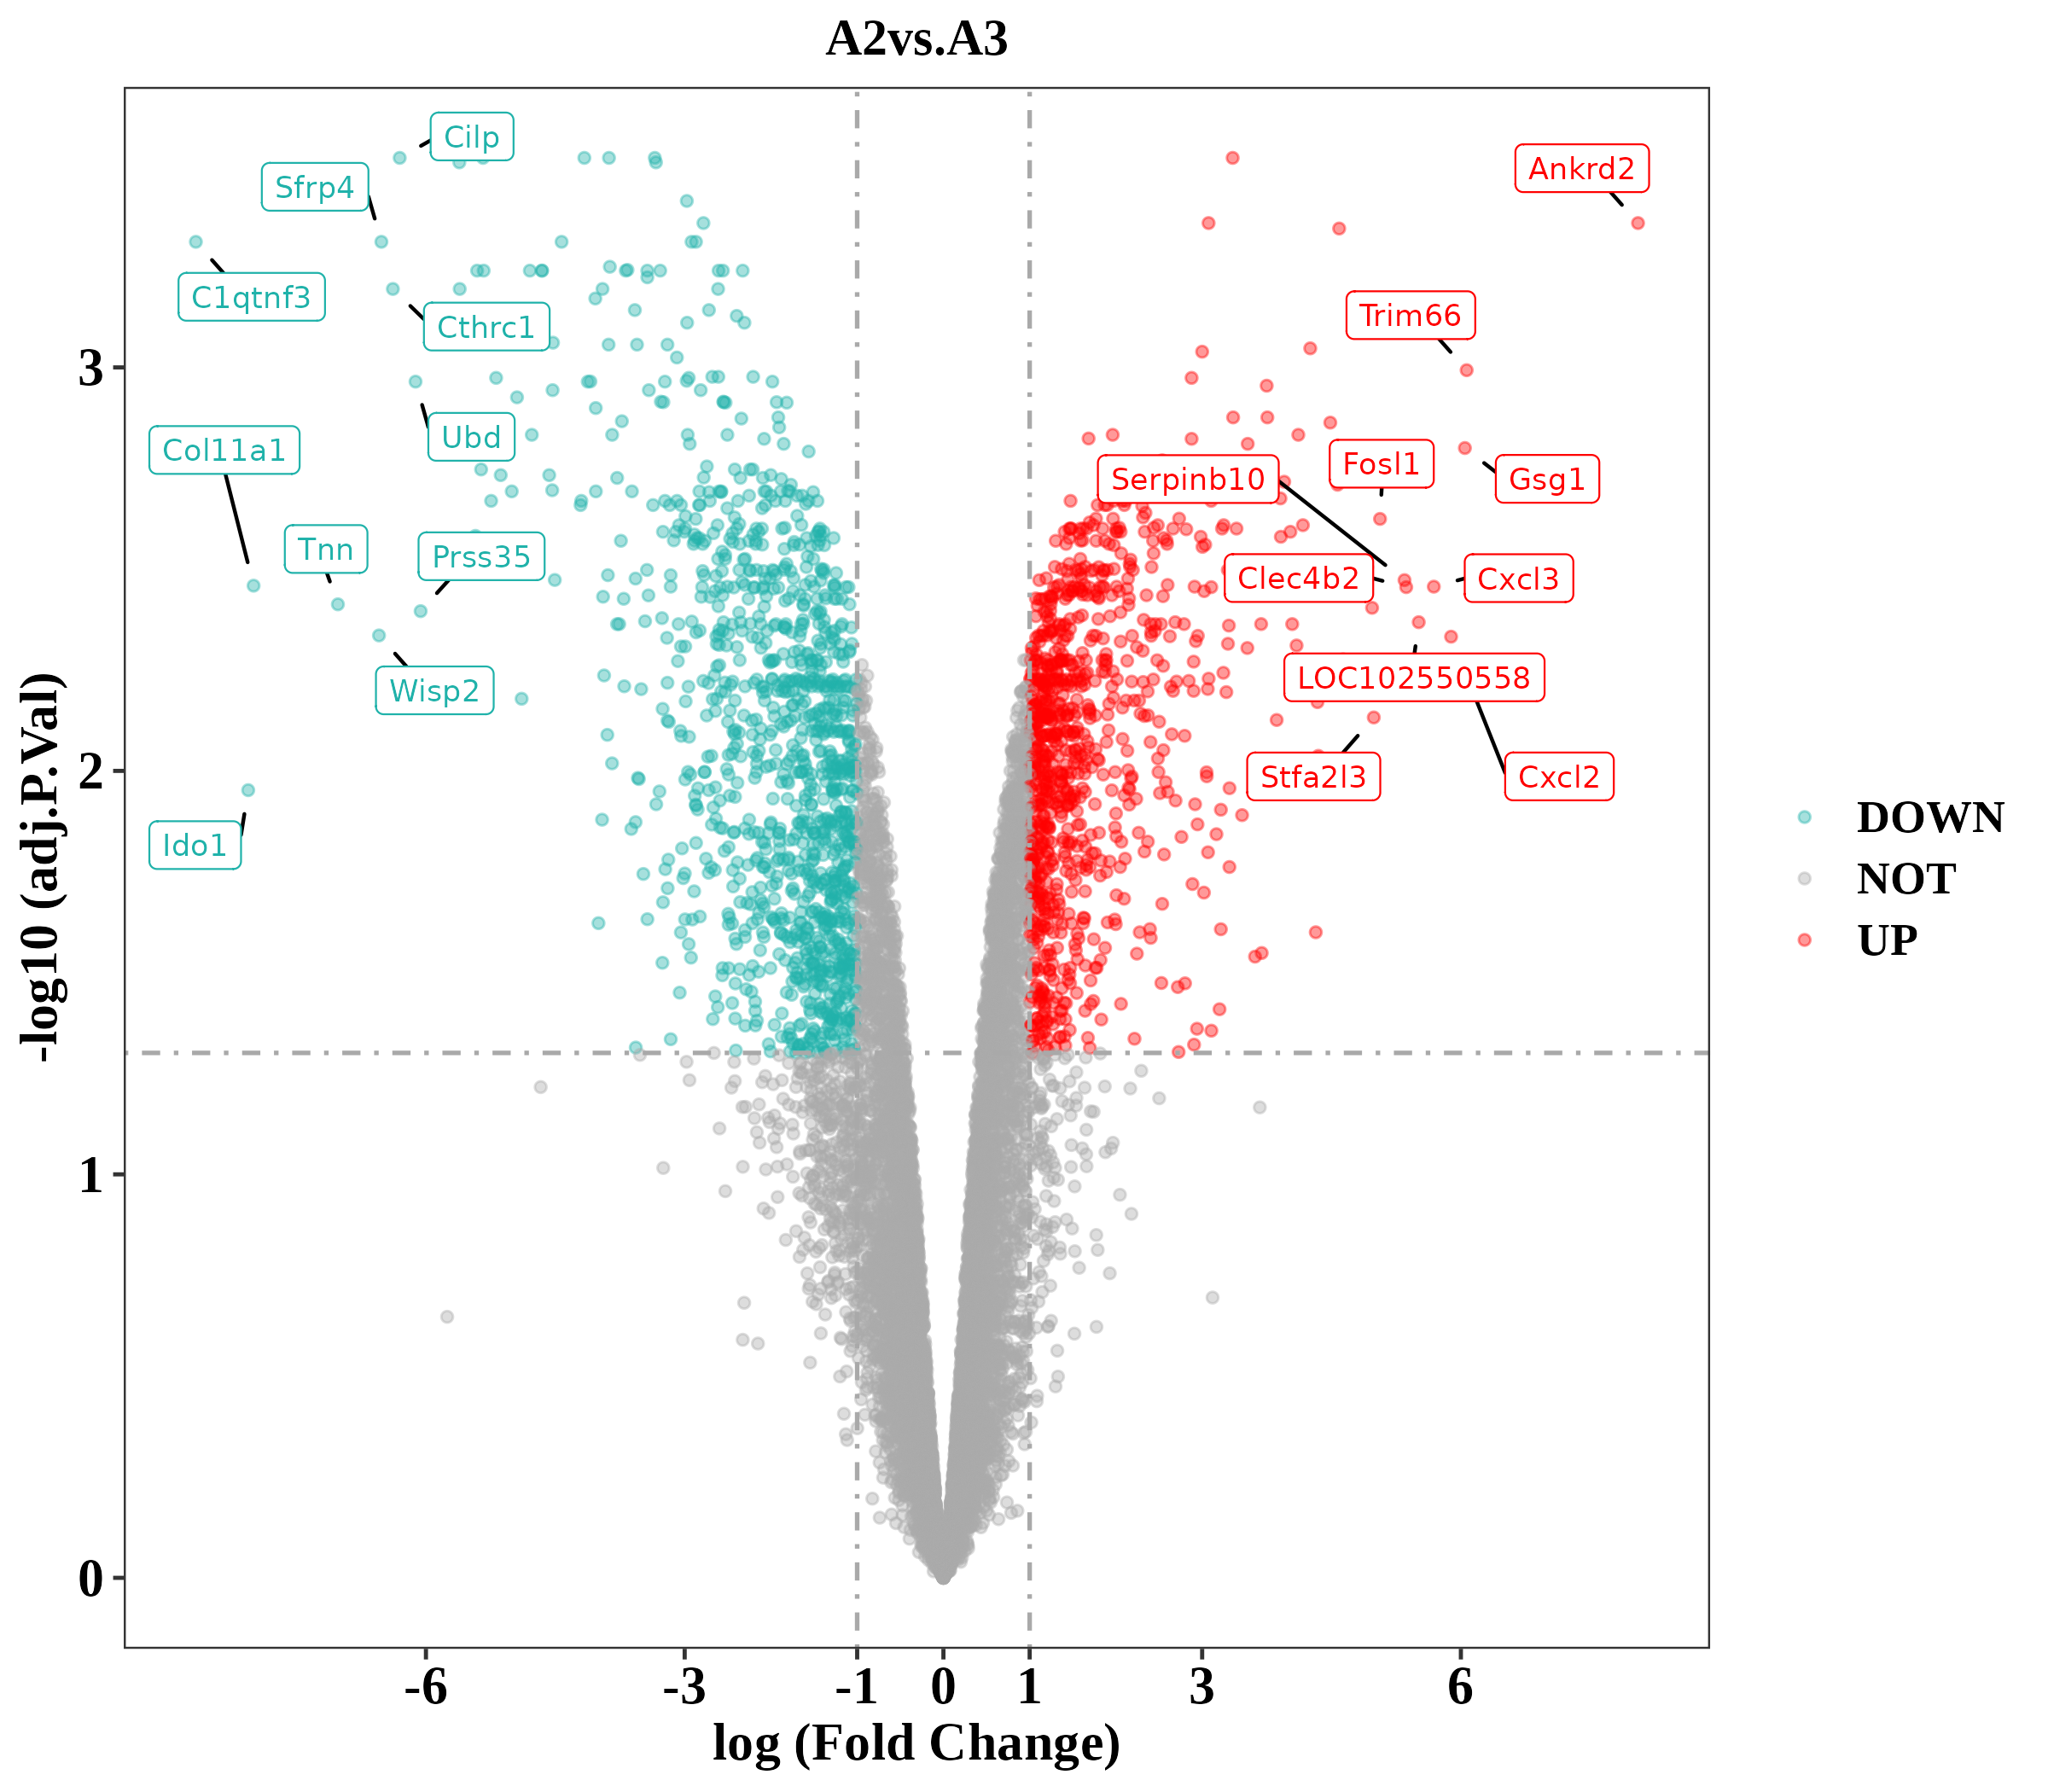 A2vs.A3
Cilp
Ankrd2
Sfrp4
C1qtnf3
Trim66
Cthrc1
3
Ubd
Col11a1
Fosl1
Serpinb10
Gsg1
Tnn
Prss35
Clec4b2
Cxcl3
LOC102550558
Wisp2
2
Stfa2l3
Cxcl2
Ido1
1
0
-log10 (adj.P.Val)
-6
-3
-1
0
1
3
6
log (Fold Change)
DOWN
NOT
UP